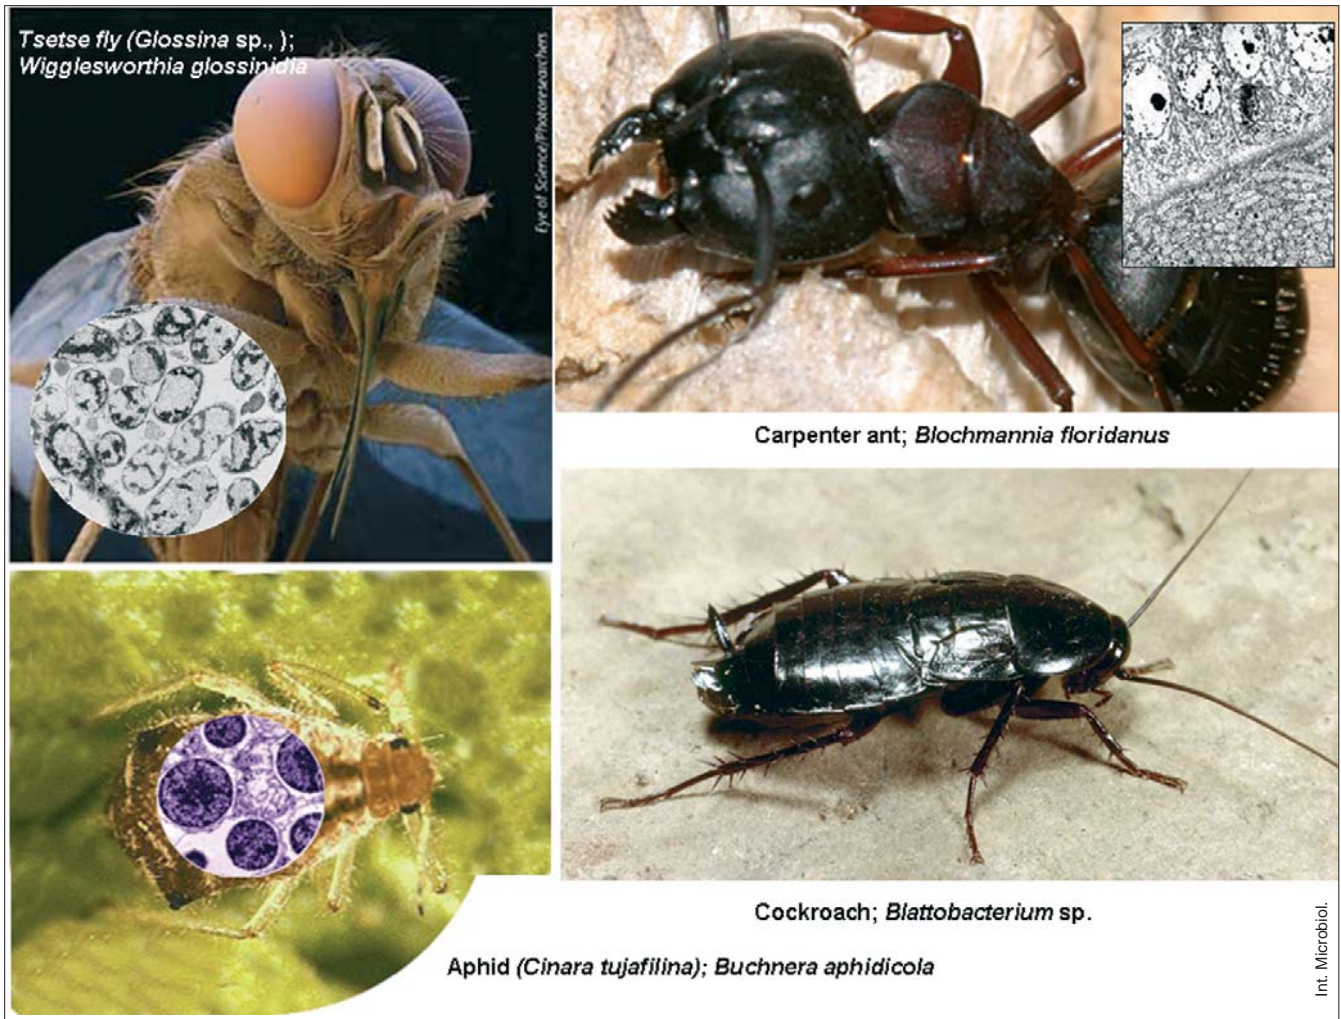 Tsetse fly (Glossina sp., );
Wigglesworthia glossinidia
Eye of Science/Photoresearchers
Carpenter ant; Blochmannia floridanus
Cockroach; Blattobacterium sp.
Aphid (Cinara tujafilina); Buchnera aphidicola
Int. Microbiol.